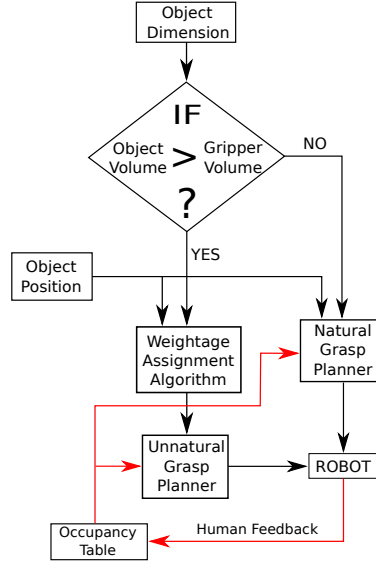 Object
Dimension
IF
Object
Volume
>
Gripper
Volume
?
NO
YES
Object
Position
Weightage
Assignment
Algorithm
Natural
Grasp
Planner
Unnatural
Grasp
Planner
ROBOT
Human Feedback
Occupancy
Table